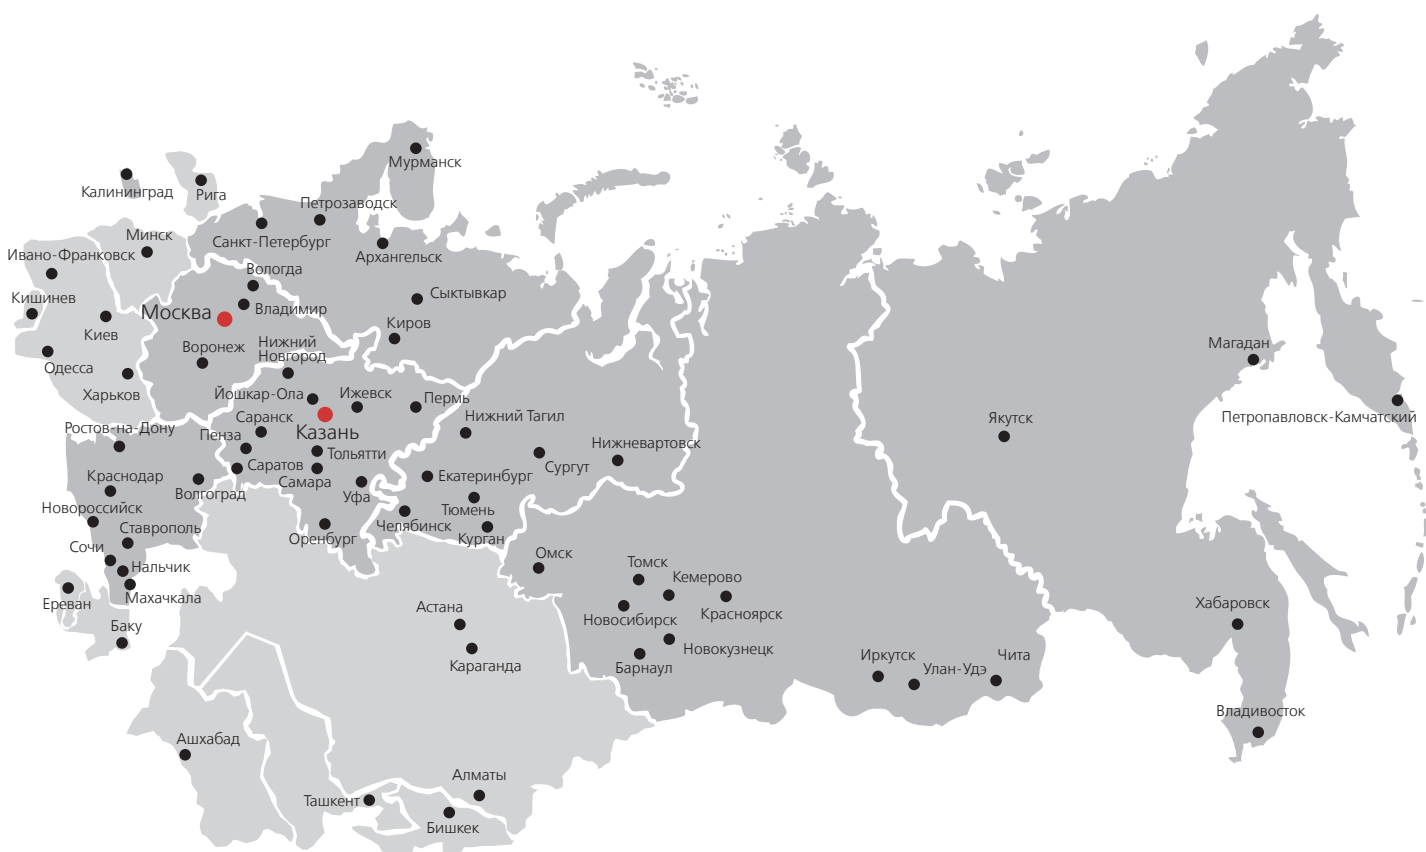 Мурманск
Калининград
Рига
Петрозаводск
Минск
Санкт-Петербург
Ивано-Франковск
Архангельск
Вологда
Кишинев
Сыктывкар
Москва
Владимир
Киев
Киров
Воронеж
Нижний
Новгород
Магадан
Одесса
Харьков
Йошкар-Ола
Ижевск
Пермь
Саранск
Нижний Тагил
Якутск
Петропавловск-Камчатский
Ростов-на-Дону
Пенза
Казань
Нижневартовск
Тольятти
Саратов
Сургут
Краснодар
Самара
Екатеринбург
Волгоград
Уфа
Новороссийск
Тюмень
Ставрополь
Челябинск
Оренбург
Курган
Сочи
Омск
Нальчик
Томск
Кемерово
Ереван
Махачкала
Астана
Красноярск
Хабаровск
Баку
Новосибирск
Караганда
Новокузнецк
Барнаул
Иркутск
Улан-Удэ
Чита
Владивосток
Ашхабад
Алматы
Ташкент
Бишкек